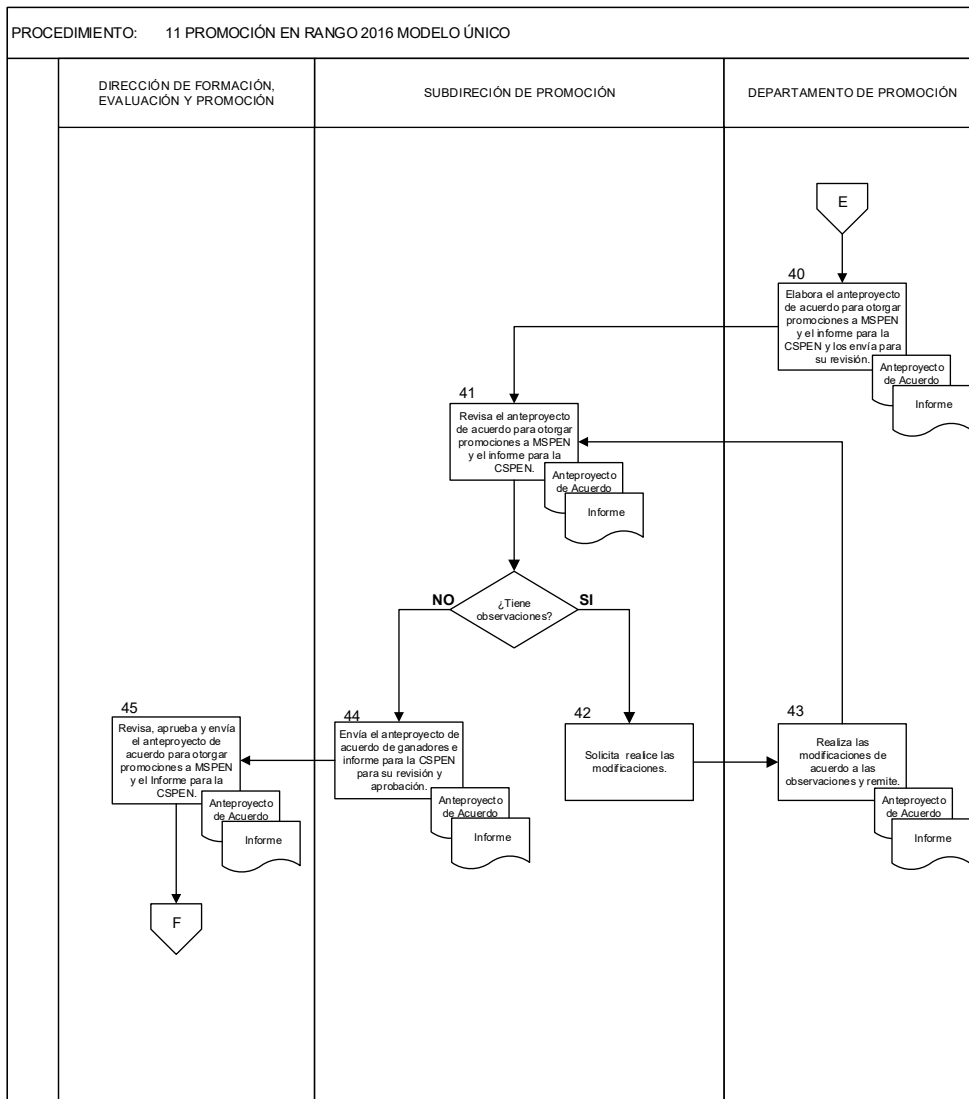 PROCEDIMIENTO: 11 PROMOCIÓN EN RANGO 2016 MODELO ÚNICO
DIRECCIÓN DE FORMACIÓN,
EVALUACIÓN Y PROMOCIÓN
SUBDIRECIÓN DE PROMOCIÓN
DEPARTAMENTO DE PROMOCIÓN
E
40
Elabora el anteproyecto
de acuerdo para otorgar
promociones a MSPEN
y el informe para la
CSPEN y los envía para
su revisión.
Anteproyecto
de Acuerdo
Informe
41
Revisa el anteproyecto
de acuerdo para otorgar
promociones a MSPEN
y el informe para la
CSPEN.
Anteproyecto
de Acuerdo
Informe
NO
¿Tiene
observaciones?
SI
45
Revisa, aprueba y envía
el anteproyecto de
acuerdo para otorgar
promociones a MSPEN
y el Informe para la
CSPEN.
Anteproyecto
de Acuerdo
Informe
44
Envía el anteproyecto de
acuerdo de ganadores e
informe para la CSPEN
para su revisión y
aprobación.
Anteproyecto
de Acuerdo
Informe
42
Solicita realice las
modificaciones.
43
Realiza las
modificaciones de
acuerdo a las
observaciones y remite.
Anteproyecto
de Acuerdo
Informe
F